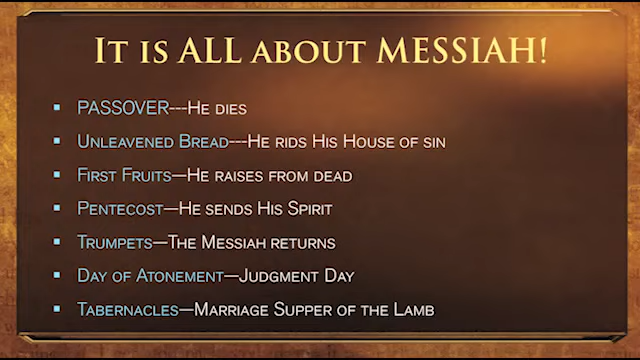 IT IS ALL ABOUT MESSIAH!
▪ PASSOVER---HE DIES
▪ UNLEAVENED BREAD---HE RIDS HIS HOUSE OF SIN
▪ FIRST FRUITS—HE RAISES FROM DEAD
▪ PENTECOST—HE SENDS HIS SPIRIT
▪ TRUMPETS—THE MESSIAH RETURNS
▪ DAY OF ATONEMENT—JUDGMENT DAY
▪ TABERNACLES—MARRIAGE SUPPER OF THE LAMB